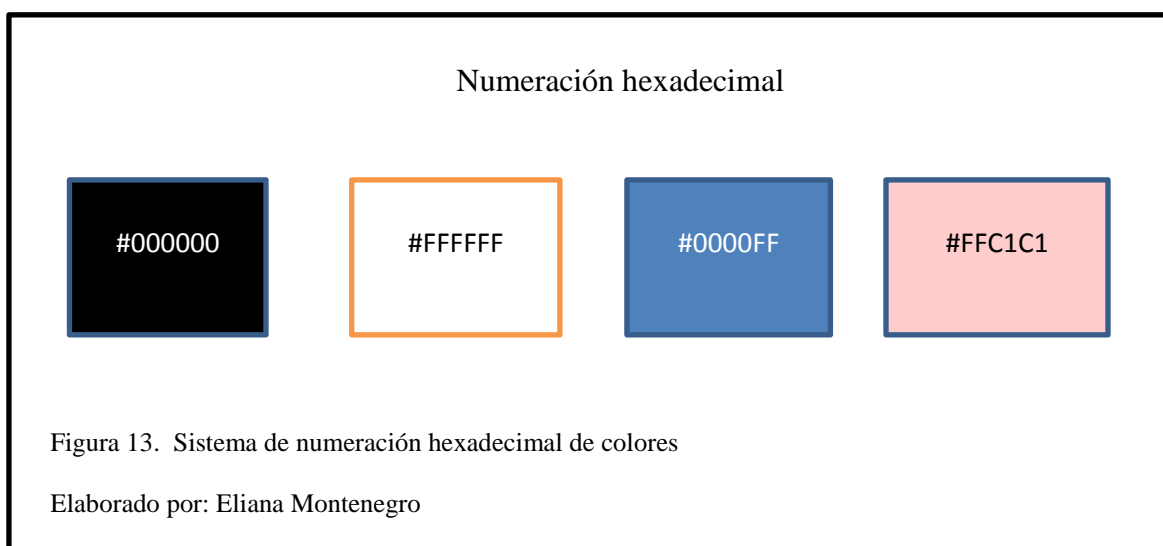 Numeración hexadecimal
#000000 #FFFFFF #0000FF #FFC1C1
Figura 13. Sistema de numeración hexadecimal de colores
Elaborado por: Eliana Montenegro